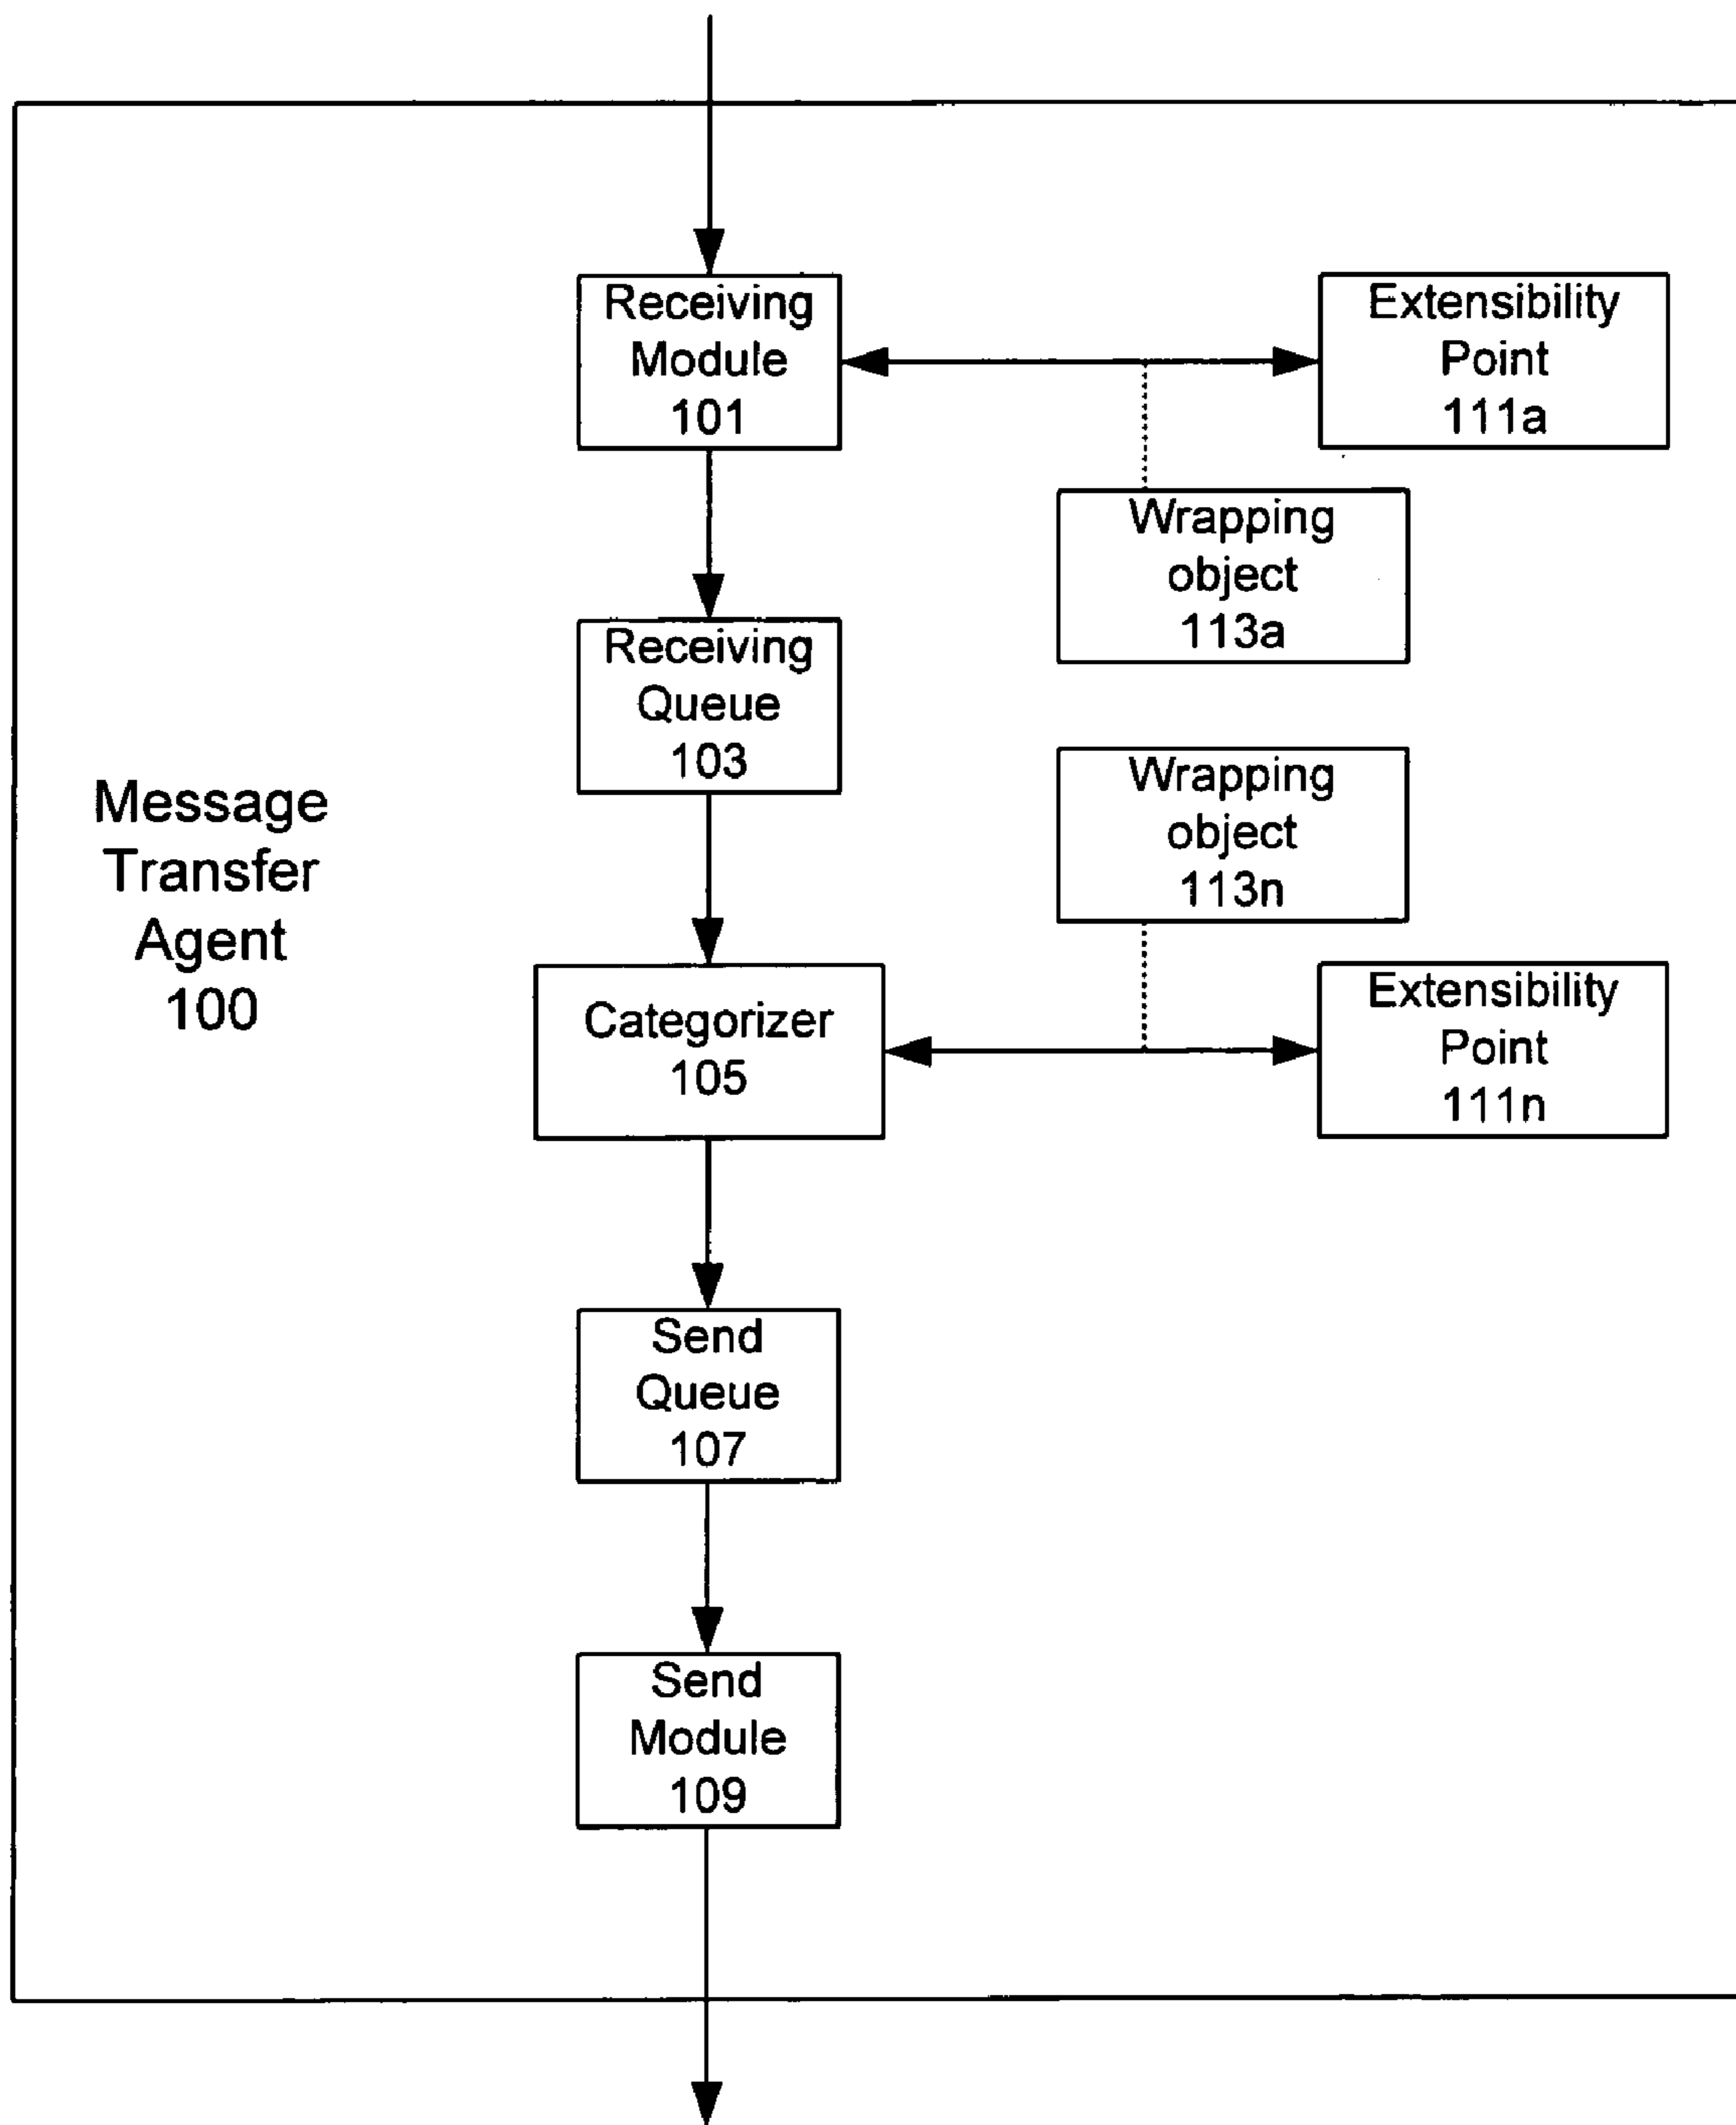 Receiving
Module
101
Extensibility
Point
111a
Wrapping
object
113a
Receiving
Queue
103
Wrapping
object
113n
Message
Transfer
Agent
100
Categorizer
105
Extensibility
Point
111n
Send
Queue
107
Send
Module
109